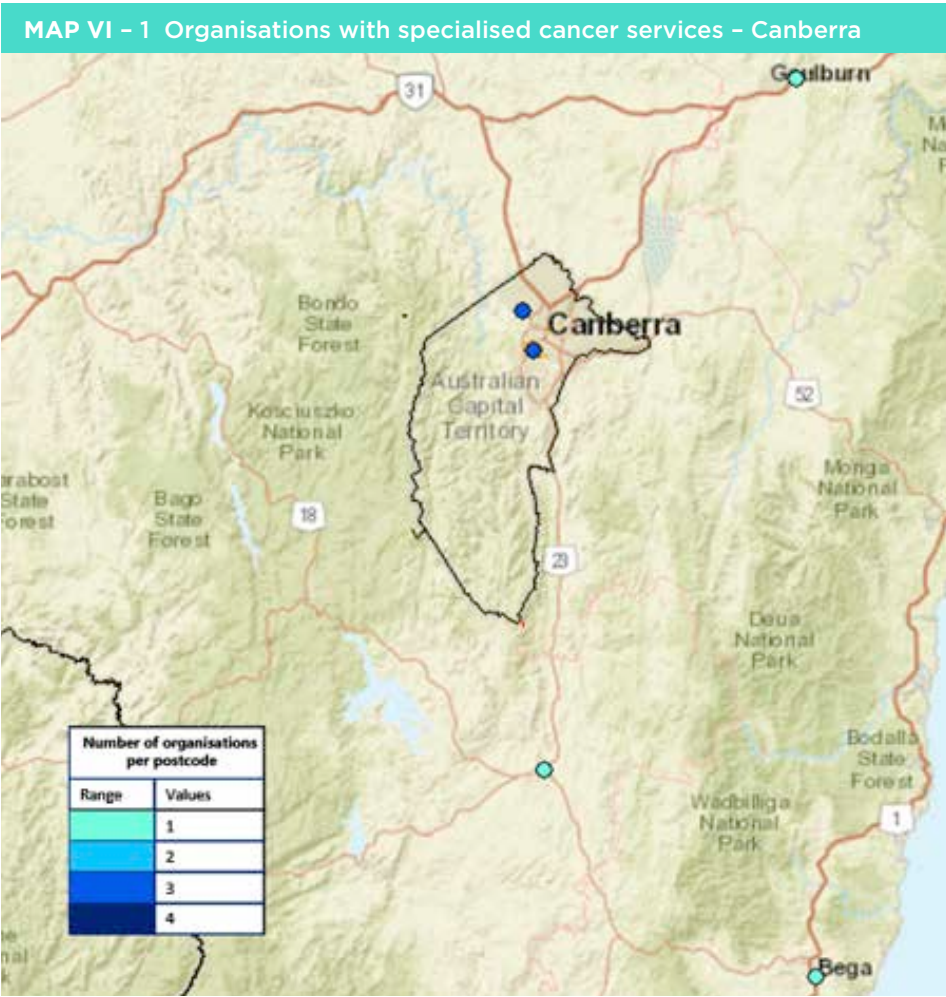 MAP VI – 1 Organisations with specialised cancer services – Canberra
Goulburn
31
Bondo
State
Forest
Canberra
Australian
Capital
Territory
52
Kosciuszko
National
Park
Monga
National
Park
State
Bago
State
Forest
18
23
Deua
National
Park
Number of organisations
per postcode
Range Values
1
2
3
4
Bodalla
State
Forest
Wadbilliga
National
Park
1
Bega